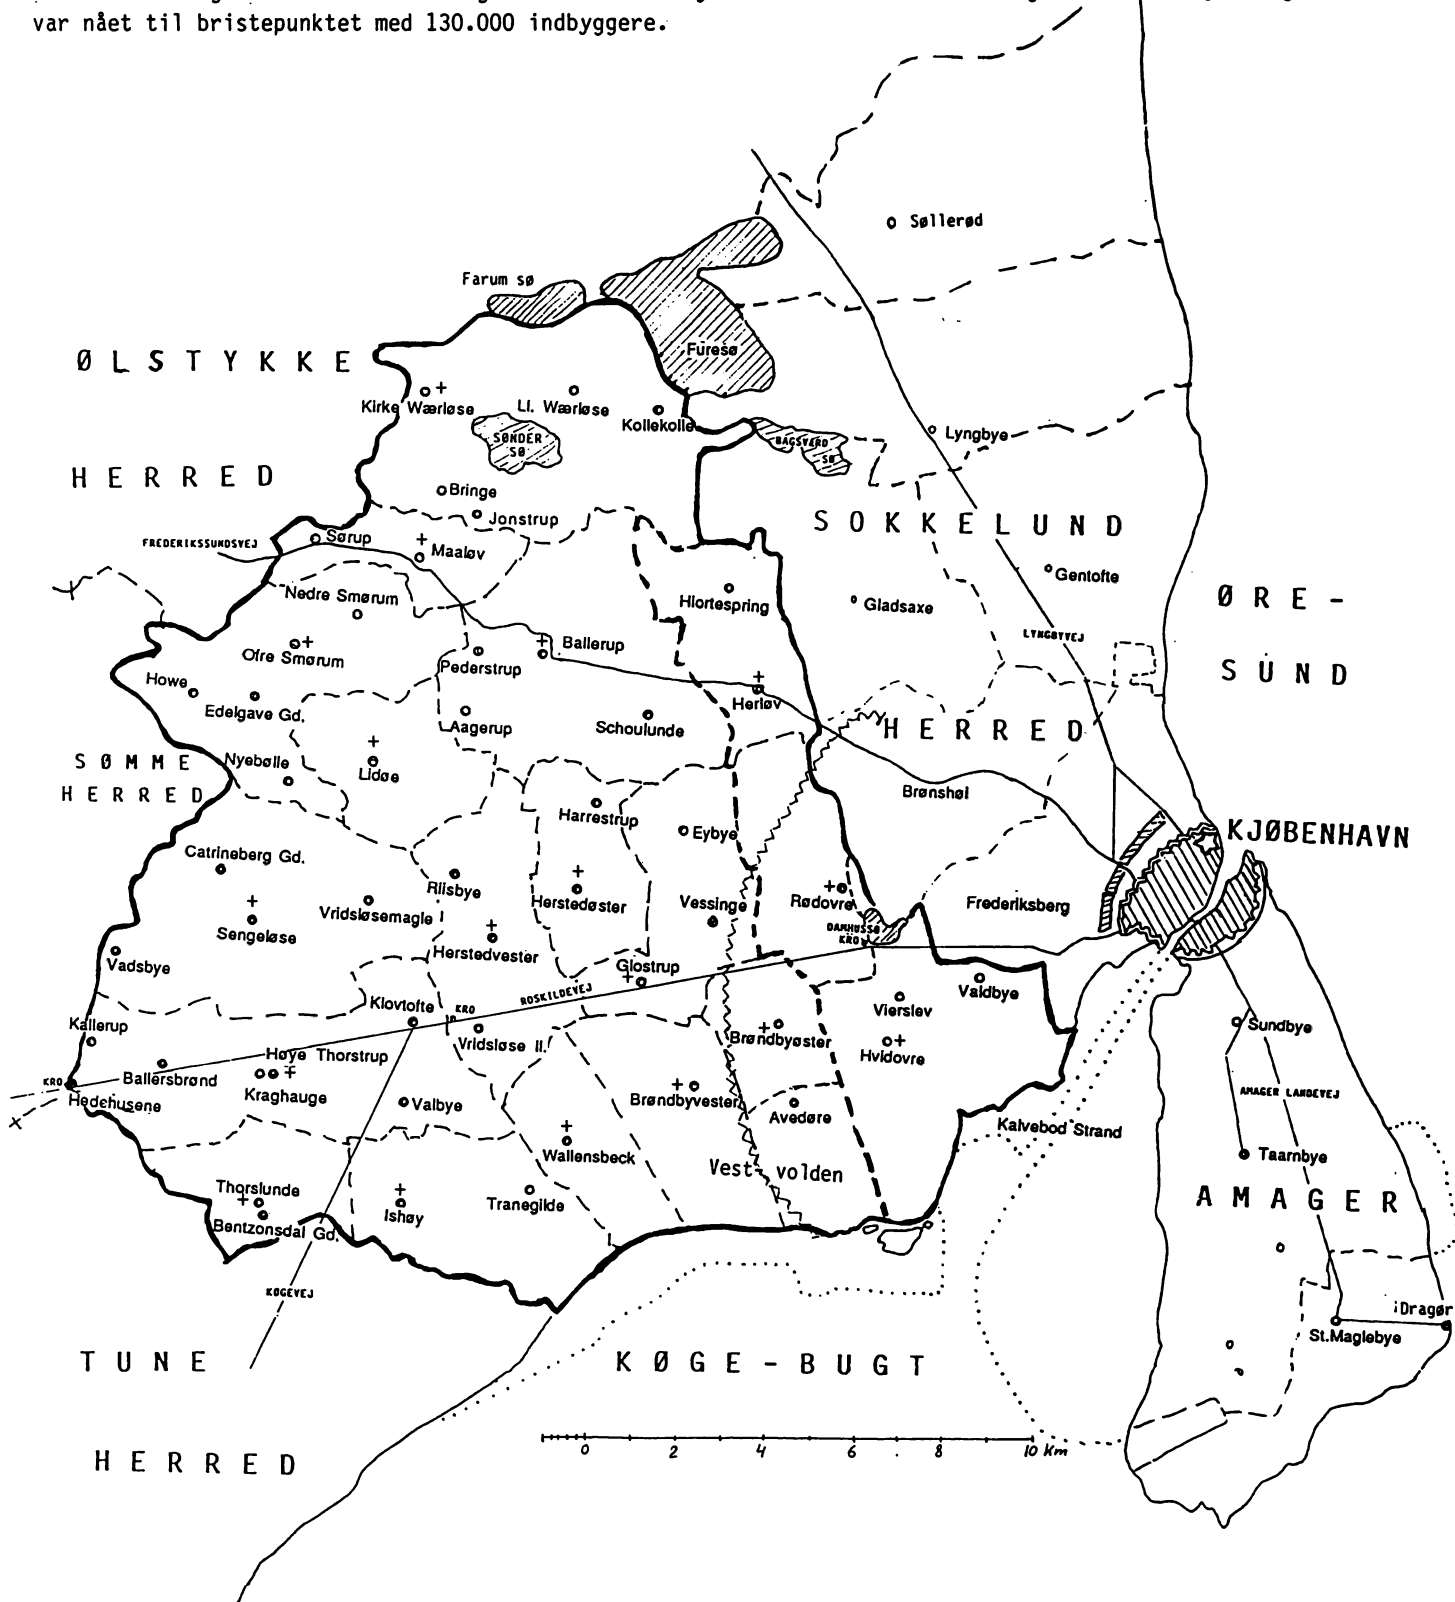 var nået til bristepunktet med 130.000 indbyggere.
Søllerød
Farum sø
Furesø
ØLSTYKKE
HERRED
Kirke Wærløse
Ll. Wærløse
Kollekolle
SØNDER
SØ
BAGSVÆRD
SØ
Lyngbye
Bringe
Jonstrup
SOKKELUND
FREDERIKSSUNDSVEJ
Sørup
Maaløv
Gentofte
Nedre Smørum
Hiortespring
Gladsaxe
ØRE-
SUND
LYNGBYVEJ
Ofre Smørum
Ballerup
Pederstrup
Howe
Edelgave Gd.
Herløv
Aagerup
Schoulunde
HERRED
SØMME
HERRED
Nyebølle
Lidøe
Brønshøl
Harrestrup
Eybye
KJØBENHAVN
Catrineberg Gd.
Riisbye
Vridsløsemagle
Herstedøster
Vessinge
Rødovre
Frederiksberg
Sengeløse
Herstedvester
DAMHUSSØ
KRO
Vadsbye
Glostrup
Klovtofte
KRO
ROSKILDEVEJ
Valdbye
Vierslev
Kallerup
Vridsløse ll.
Brøndbyøster
Hvidovre
Sundbye
Høye Thorstrup
KRO
Ballersbrønd
Hedehusene
Kraghauge
Valbye
Brøndbyvester
Avedøre
Kalvebod Strand
AMAGER LANDEVEJ
Wallensbeck
Vest-volden
Taarnbye
Thorslunde
Bentzonsdal Gd.
Ishøy
Tranegilde
AMAGER
KØGEVEJ
Dragør
St.Maglebye
TUNE
HERRED
KØGE-BUGT
0 2 4 6 8 10 Km